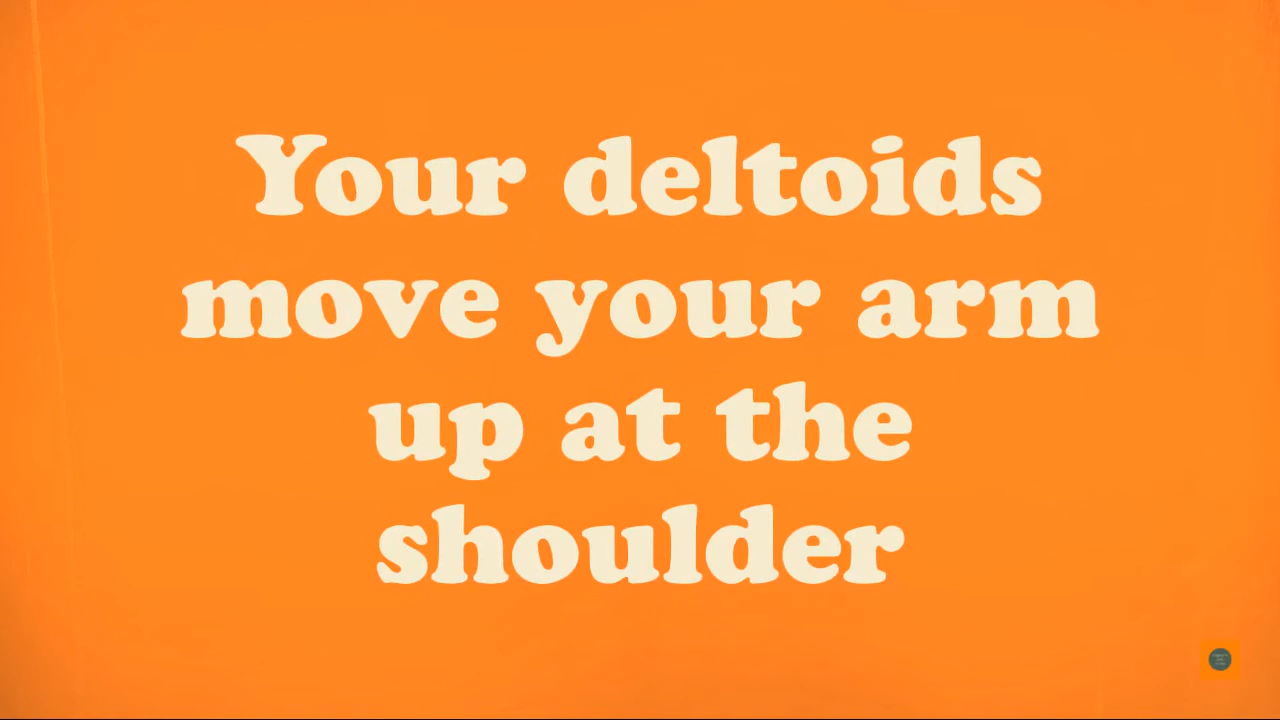 Your deltoids
move your arm
up at the
shoulder